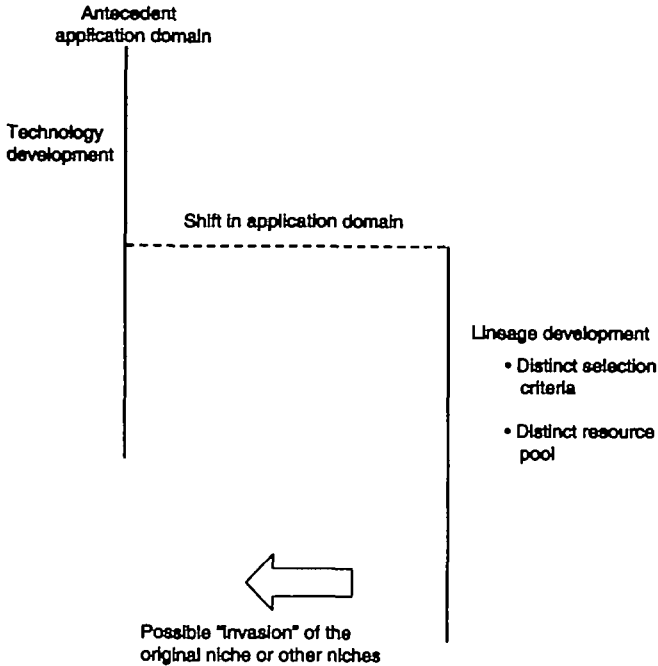 Antecedent
application domain
Technology
development
Shift in application domain
Lineage development
• Distinct selection
criteria
• Distinct resource
pool
Possible "invasion" of the
original niche or other niches